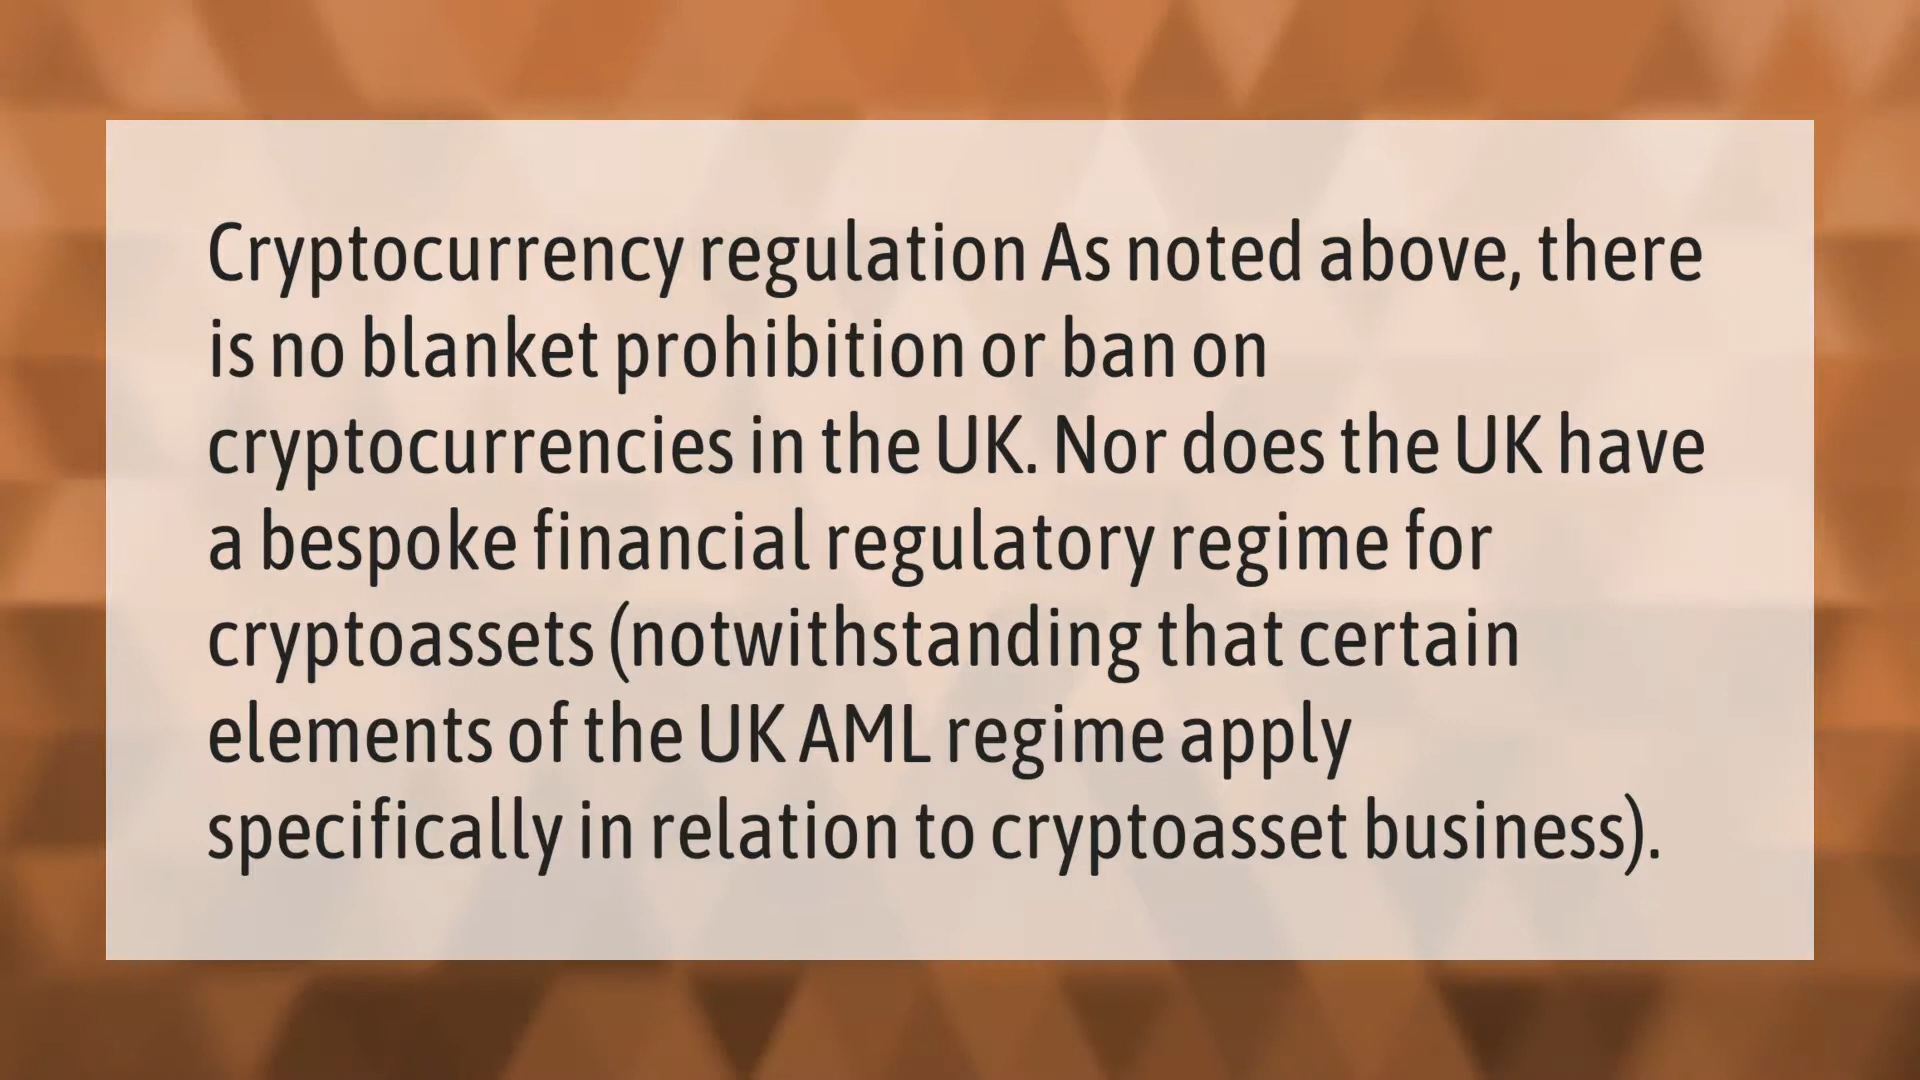 Cryptocurrency regulation As noted above, there
is no blanket prohibition or ban on
cryptocurrencies in the UK. Nor does the UK have
a bespoke financial regulatory regime for
cryptoassets (notwithstanding that certain
elements of the UK AML regime apply
specifically in relation to cryptoasset business).